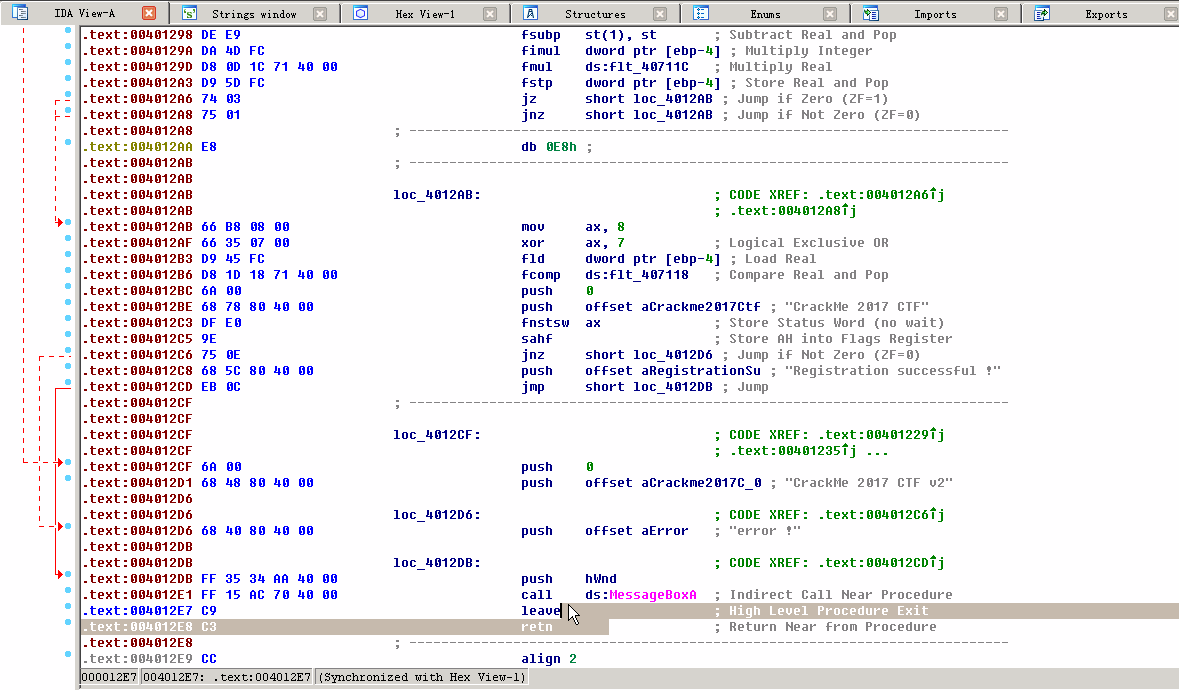 IDA View-A Strings window Hex View-1 Structures Enums Imports Exports
.text:00401298 DE E9 fsubp st(1), st ; Subtract Real and Pop
.text:0040129A DA 4D FC fimul dword ptr [ebp-4] ; Multiply Integer
.text:0040129D D8 0D 1C 71 40 00 fmul ds:flt_40711C ; Multiply Real
.text:004012A3 D9 5D FC fstp dword ptr [ebp-4] ; Store Real and Pop
.text:004012A6 74 03 jz short loc_4012AB ; Jump if Zero (ZF=1)
.text:004012A8 75 01 jnz short loc_4012AB ; Jump if Not Zero (ZF=0)
.text:004012A8 ; ---------------------------------------------------------------------------
.text:004012AA E8 db 0E8h ;
.text:004012AB ; ---------------------------------------------------------------------------
.text:004012AB
.text:004012AB loc_4012AB: ; CODE XREF: .text:004012A6↑j
.text:004012AB ; .text:004012A8↑j
.text:004012AB 66 B8 08 00 mov ax, 8
.text:004012AF 66 35 07 00 xor ax, 7 ; Logical Exclusive OR
.text:004012B3 D9 45 FC fld dword ptr [ebp-4] ; Load Real
.text:004012B6 D8 1D 18 71 40 00 fcomp ds:flt_407118 ; Compare Real and Pop
.text:004012BC 6A 00 push 0
.text:004012BE 68 78 80 40 00 push offset aCrackme2017Ctf ; "CrackMe 2017 CTF"
.text:004012C3 DF E0 fnstsw ax ; Store Status Word (no wait)
.text:004012C5 9E sahf ; Store AH into Flags Register
.text:004012C6 75 0E jnz short loc_4012D6 ; Jump if Not Zero (ZF=0)
.text:004012C8 68 5C 80 40 00 push offset aRegistrationSu ; "Registration successful !"
.text:004012CD EB 0C jmp short loc_4012DB ; Jump
.text:004012CF ; ---------------------------------------------------------------------------
.text:004012CF
.text:004012CF loc_4012CF: ; CODE XREF: .text:00401229↑j
.text:004012CF ; .text:00401235↑j ...
.text:004012CF 6A 00 push 0
.text:004012D1 68 48 80 40 00 push offset aCrackme2017C_0 ; "CrackMe 2017 CTF v2"
.text:004012D6
.text:004012D6 loc_4012D6: ; CODE XREF: .text:004012C6↑j
.text:004012D6 68 40 80 40 00 push offset aError ; "error !"
.text:004012DB
.text:004012DB loc_4012DB: ; CODE XREF: .text:004012CD↑j
.text:004012DB FF 35 34 AA 40 00 push hWnd
.text:004012E1 FF 15 AC 70 40 00 call ds:MessageBoxA ; Indirect Call Near Procedure
.text:004012E7 C9 leave ; High Level Procedure Exit
.text:004012E8 C3 retn ; Return Near from Procedure
.text:004012E8 ; ---------------------------------------------------------------------------
.text:004012E9 CC align 2
000012E7 004012E7: .text:004012E7 (Synchronized with Hex View-1)